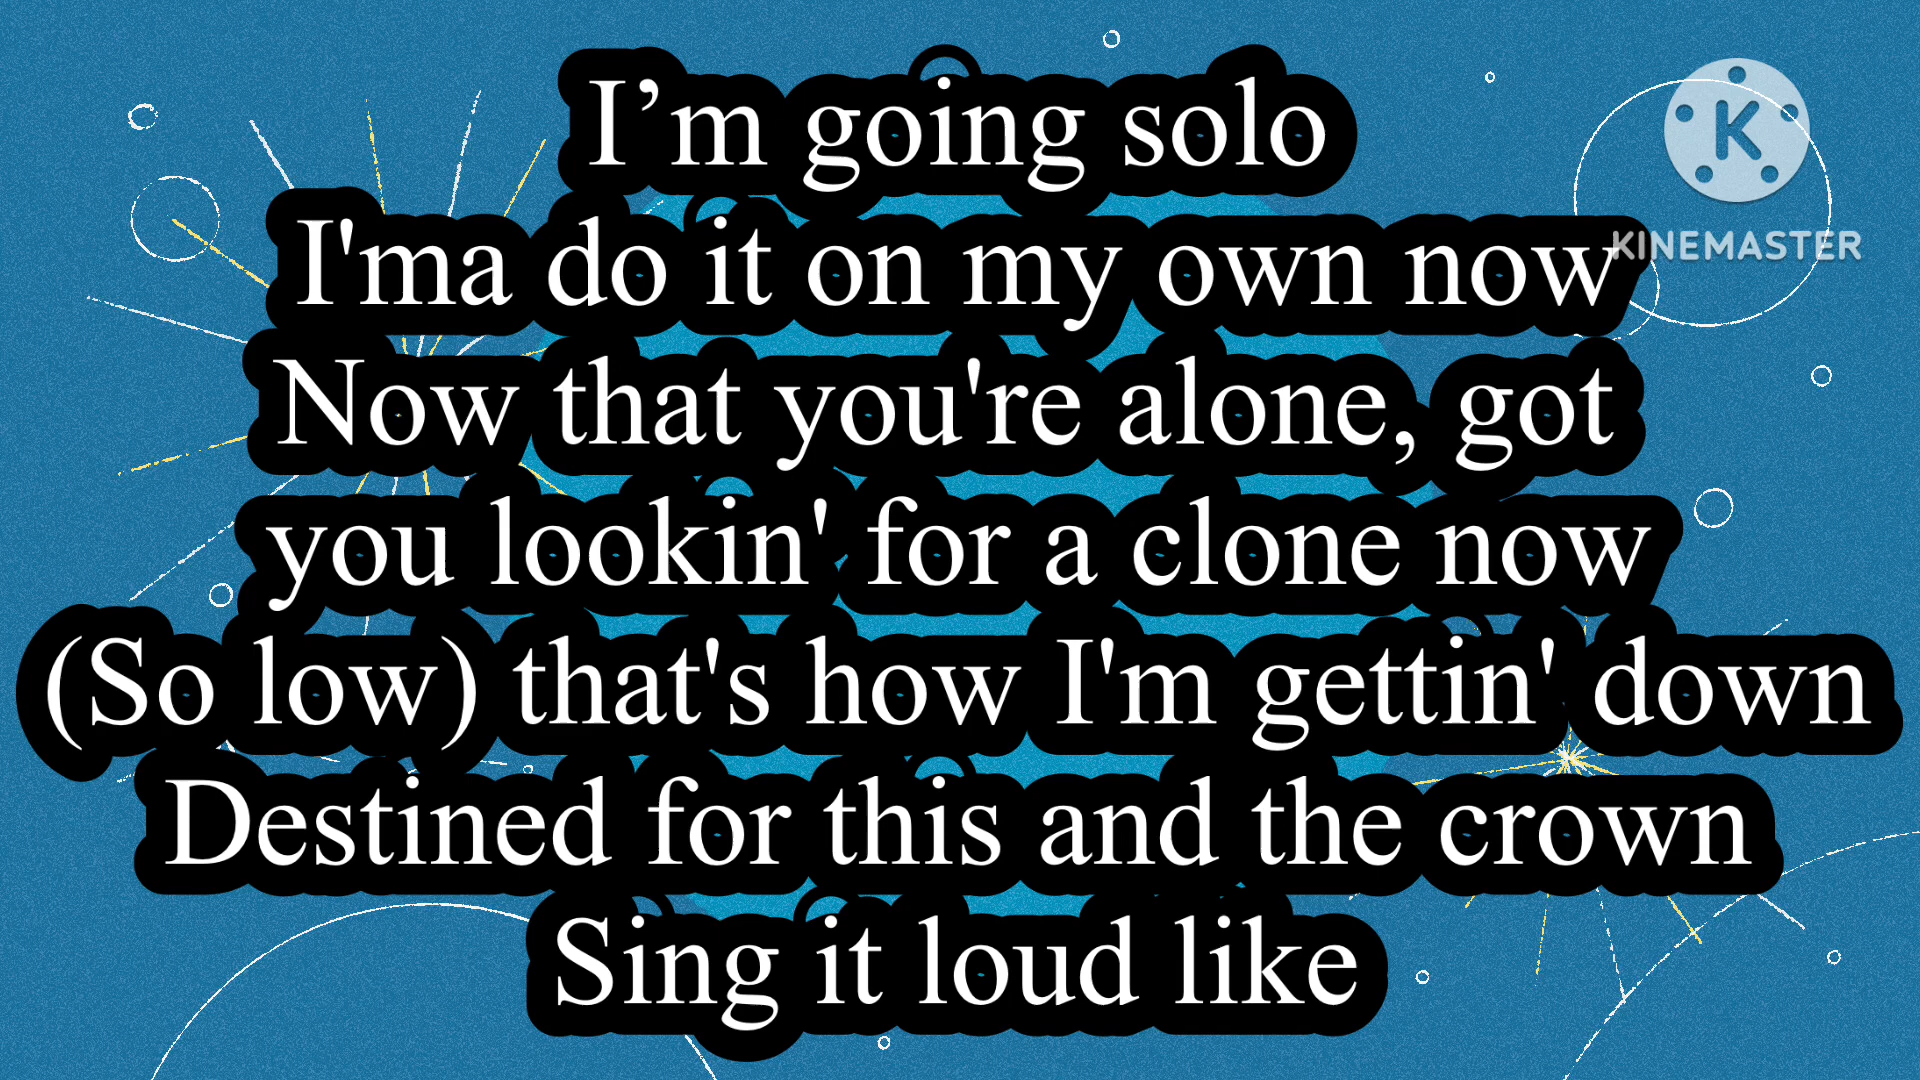 I’m going solo
I'ma do it on my own now
Now that you're alone, got
you lookin' for a clone now
(So low) that's how I'm gettin' down
Destined for this and the crown
Sing it loud like
K
KINEMASTER